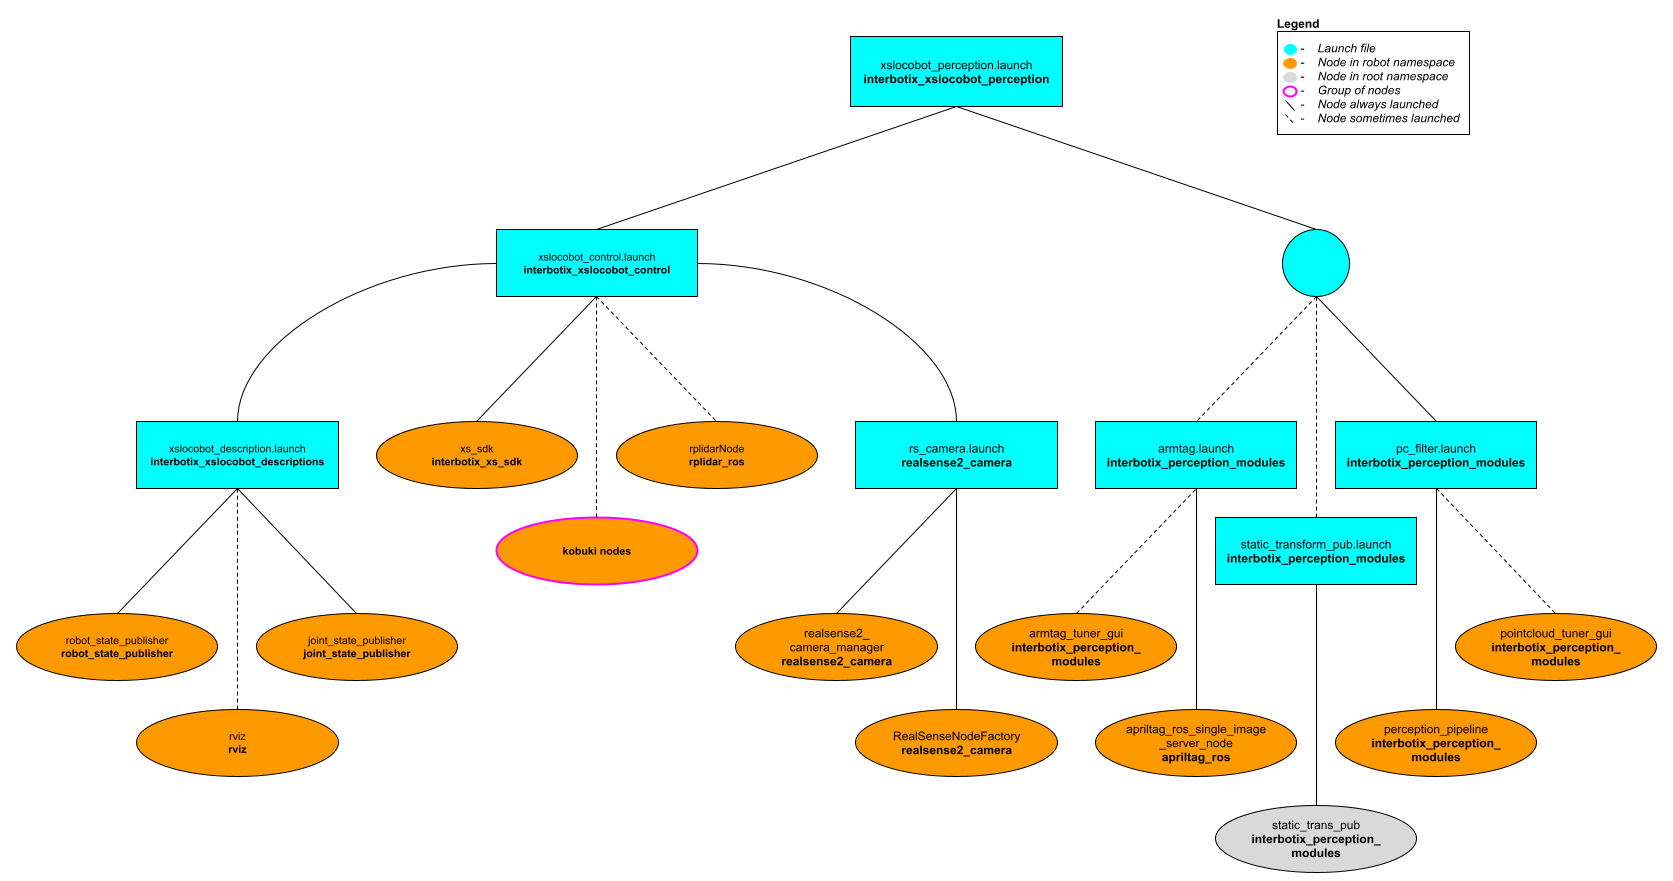 Legend
- Launch file
- Node in robot namespace
- Node in root namespace
- Group of nodes
- Node always launched
- Node sometimes launched
xslocobot_perception.launch
interbotix_xslocobot_perception
xslocobot_control.launch
interbotix_xslocobot_control
xslocobot_description.launch
interbotix_xslocobot_descriptions
xs_sdk
interbotix_xs_sdk
rplidarNode
rplidar_ros
rs_camera.launch
realsense2_camera
armtag.launch
interbotix_perception_modules
pc_filter.launch
interbotix_perception_modules
kobuki nodes
static_transform_pub.launch
interbotix_perception_modules
robot_state_publisher
robot_state_publisher
joint_state_publisher
joint_state_publisher
realsense2_
camera_manager
realsense2_camera
armtag_tuner_gui
interbotix_perception_
modules
pointcloud_tuner_gui
interbotix_perception_
modules
rviz
rviz
RealSenseNodeFactory
realsense2_camera
apriltag_ros_single_image
_server_node
apriltag_ros
perception_pipeline
interbotix_perception_
modules
static_trans_pub
interbotix_perception_
modules